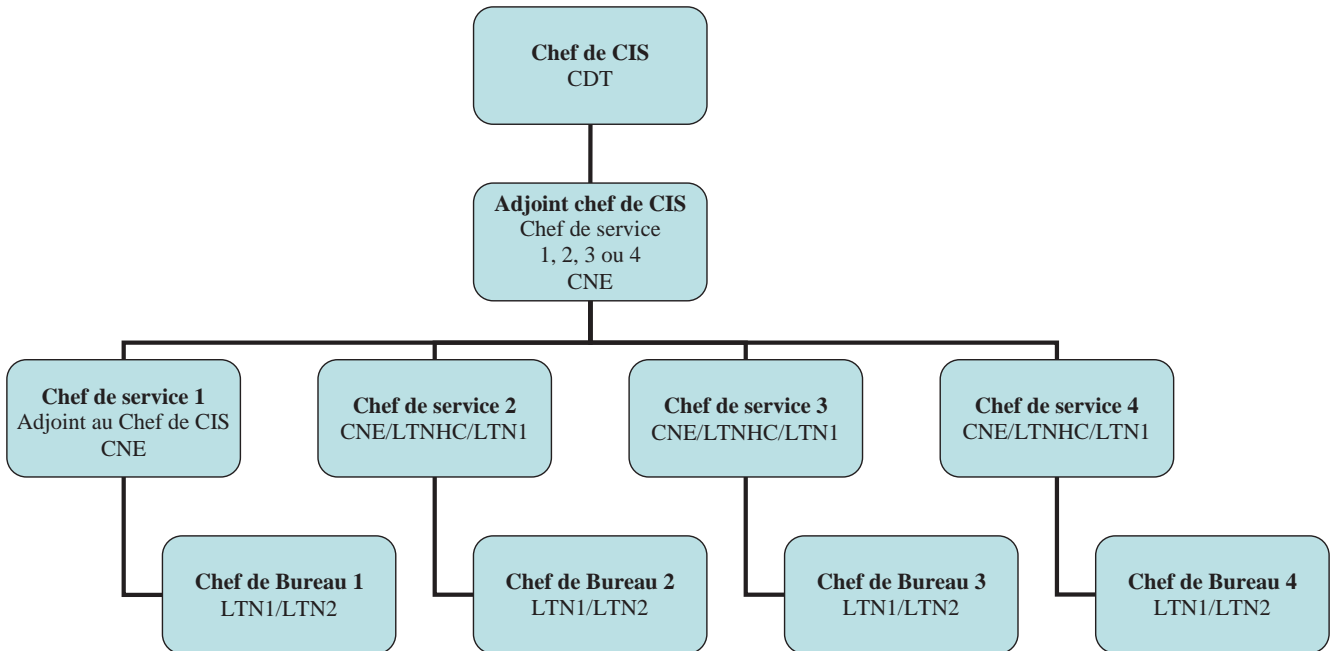 Chef de CIS
CDT
Adjoint chef de CIS
Chef de service
1, 2, 3 ou 4
CNE
Chef de service 1
Adjoint au Chef de CIS
CNE
Chef de service 2
CNE/LTNHC/LTN1
Chef de service 3
CNE/LTNHC/LTN1
Chef de service 4
CNE/LTNHC/LTN1
Chef de Bureau 1
LTN1/LTN2
Chef de Bureau 2
LTN1/LTN2
Chef de Bureau 3
LTN1/LTN2
Chef de Bureau 4
LTN1/LTN2